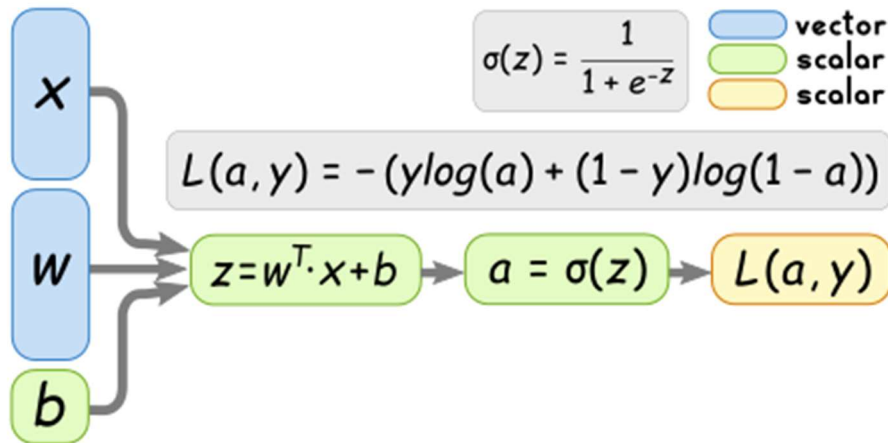 x
σ(z) = 1 / 1 + e^-z
vector
scalar
scalar
L(a, y) = -(ylog(a) + (1 - y)log(1 - a))
w
z=w^T·x+b
a = σ(z)
L(a, y)
b